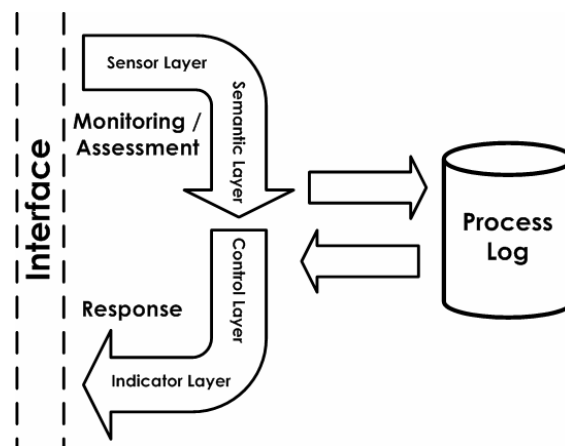 Interface
Sensor Layer
Monitoring /
Assessment
Semantic Layer
Process
Log
Control Layer
Response
Indicator Layer